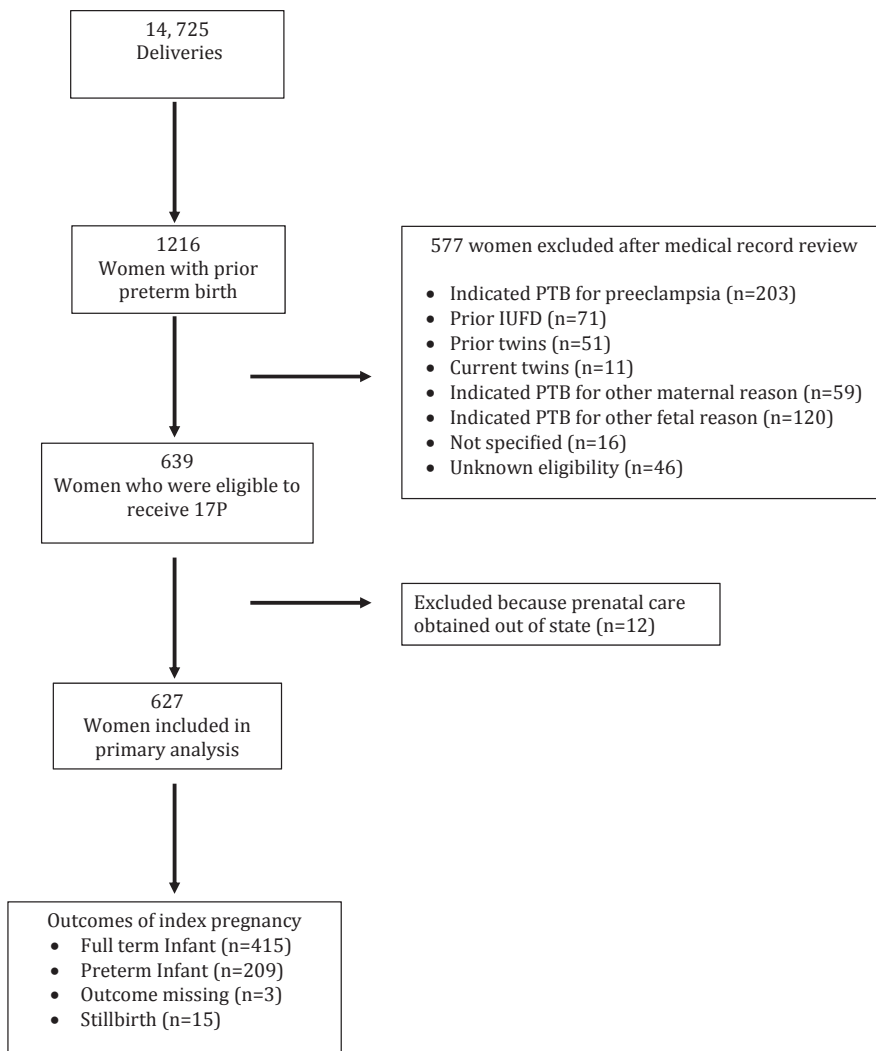 14, 725
Deliveries
1216
Women with prior
preterm birth
577 women excluded after medical record review
• Indicated PTB for preeclampsia (n=203)
• Prior IUFD (n=71)
• Prior twins (n=51)
• Current twins (n=11)
• Indicated PTB for other maternal reason (n=59)
• Indicated PTB for other fetal reason (n=120)
• Not specified (n=16)
• Unknown eligibility (n=46)
639
Women who were eligible to
receive 17P
Excluded because prenatal care
obtained out of state (n=12)
627
Women included in
primary analysis
Outcomes of index pregnancy
• Full term Infant (n=415)
• Preterm Infant (n=209)
• Outcome missing (n=3)
• Stillbirth (n=15)